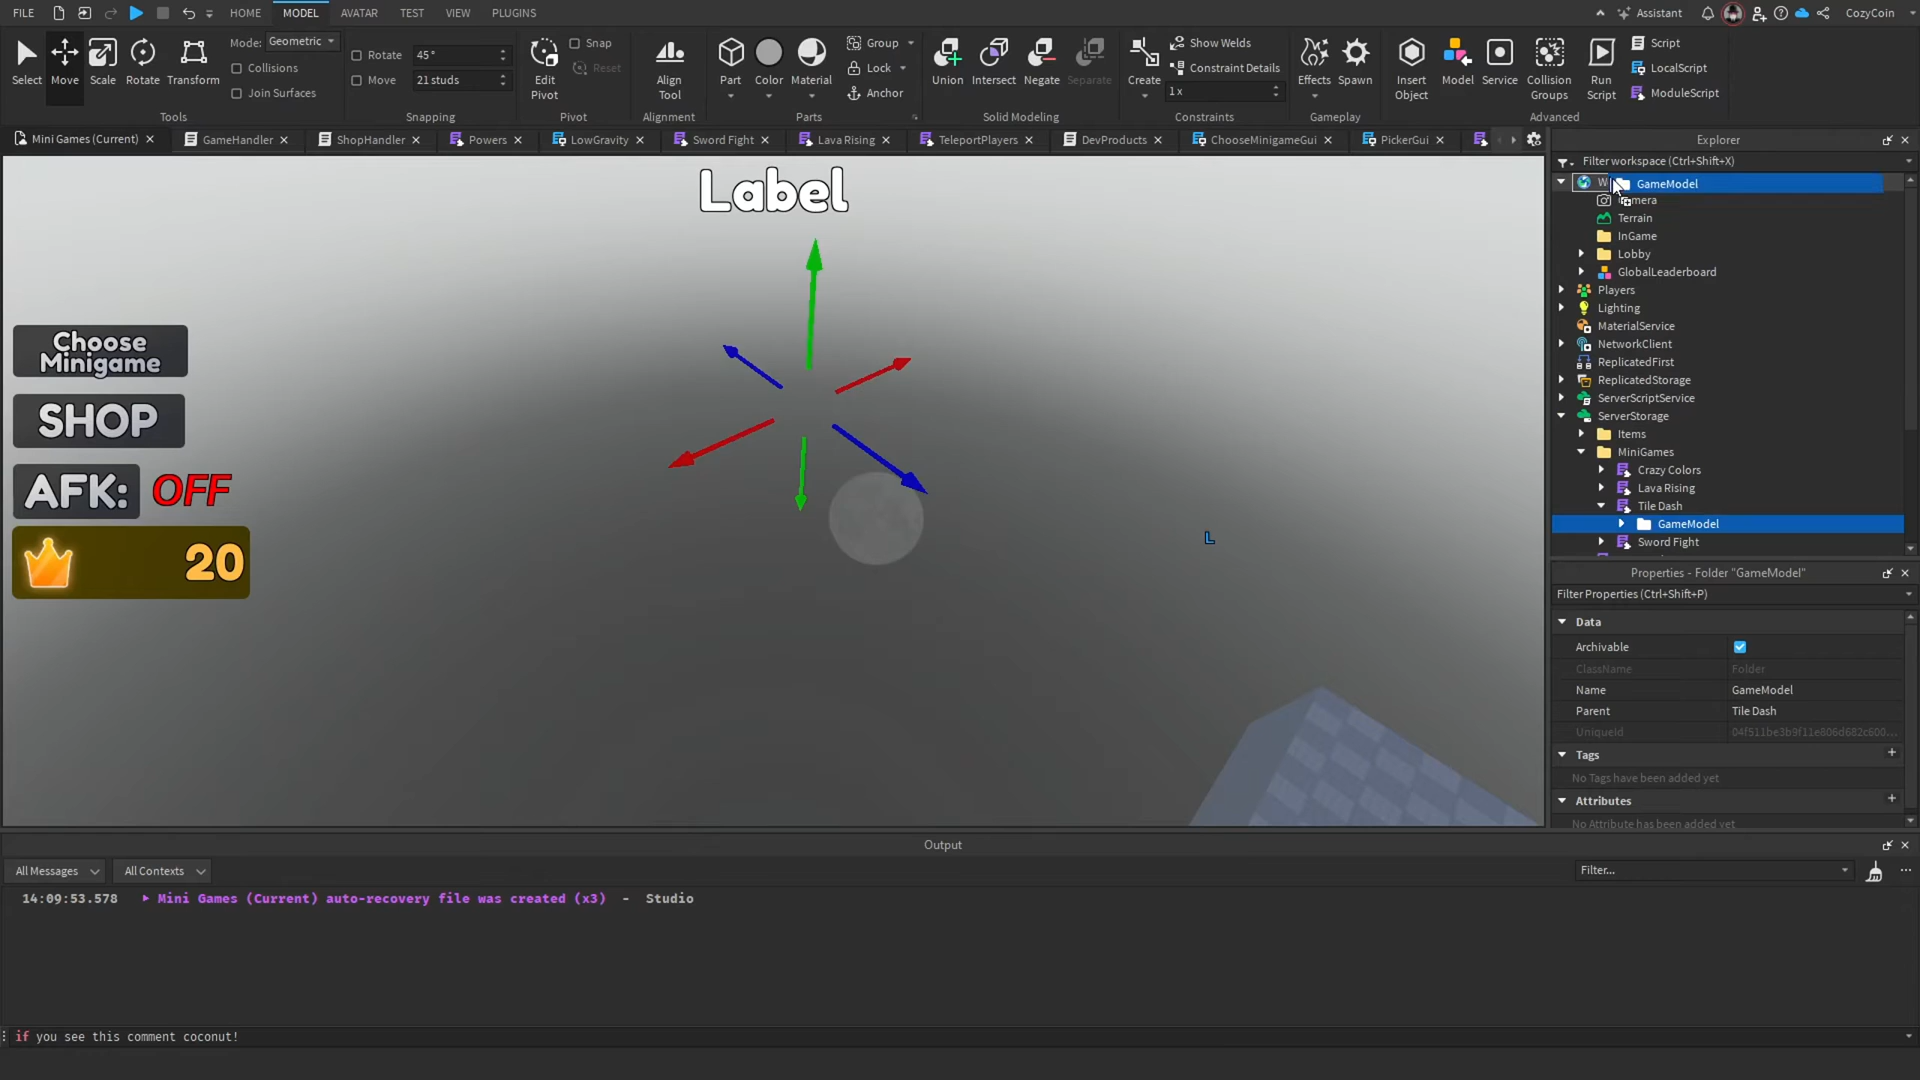 FILE HOME MODEL AVATAR TEST VIEW PLUGINS Assistant CozyCoin
Select Move Scale Rotate Transform
Mode: Geometric
Collisions
Join Surfaces
Tools
Rotate 45°
Move 21 studs
Snapping
Edit Pivot
Snap
Reset
Pivot
Align Tool
Alignment
Part Color Material
Group
Lock
Anchor
Parts
Union Intersect Negate Separate
Solid Modeling
Create
Show Welds
Constraint Details
1 x
Constraints
Effects Spawn
Gameplay
Insert Object
Model
Service
Collision Groups
Run Script
Script
LocalScript
ModuleScript
Advanced
Mini Games (Current) GameHandler ShopHandler Powers LowGravity Sword Fight Lava Rising TeleportPlayers DevProducts ChooseMinigameGui PickerGui
Label
Choose
Minigame
SHOP
AFK: OFF
20
L
Explorer
Filter workspace (Ctrl+Shift+X)
GameModel
Terrain
InGame
Lobby
GlobalLeaderboard
Players
Lighting
MaterialService
NetworkClient
ReplicatedFirst
ReplicatedStorage
ServerScriptService
ServerStorage
Items
MiniGames
Crazy Colors
Lava Rising
Tile Dash
GameModel
Sword Fight
Properties - Folder "GameModel"
Filter Properties (Ctrl+Shift+P)
Data
Archivable
ClassName Folder
Name GameModel
Parent Tile Dash
UniqueId 04f511be3b9f11e806d682c600...
Tags
No Tags have been added yet
Attributes
No Attribute has been added yet
Output
All Messages All Contexts Filter...
14:09:53.578 Mini Games (Current) auto-recovery file was created (x3) - Studio
if you see this comment coconut!